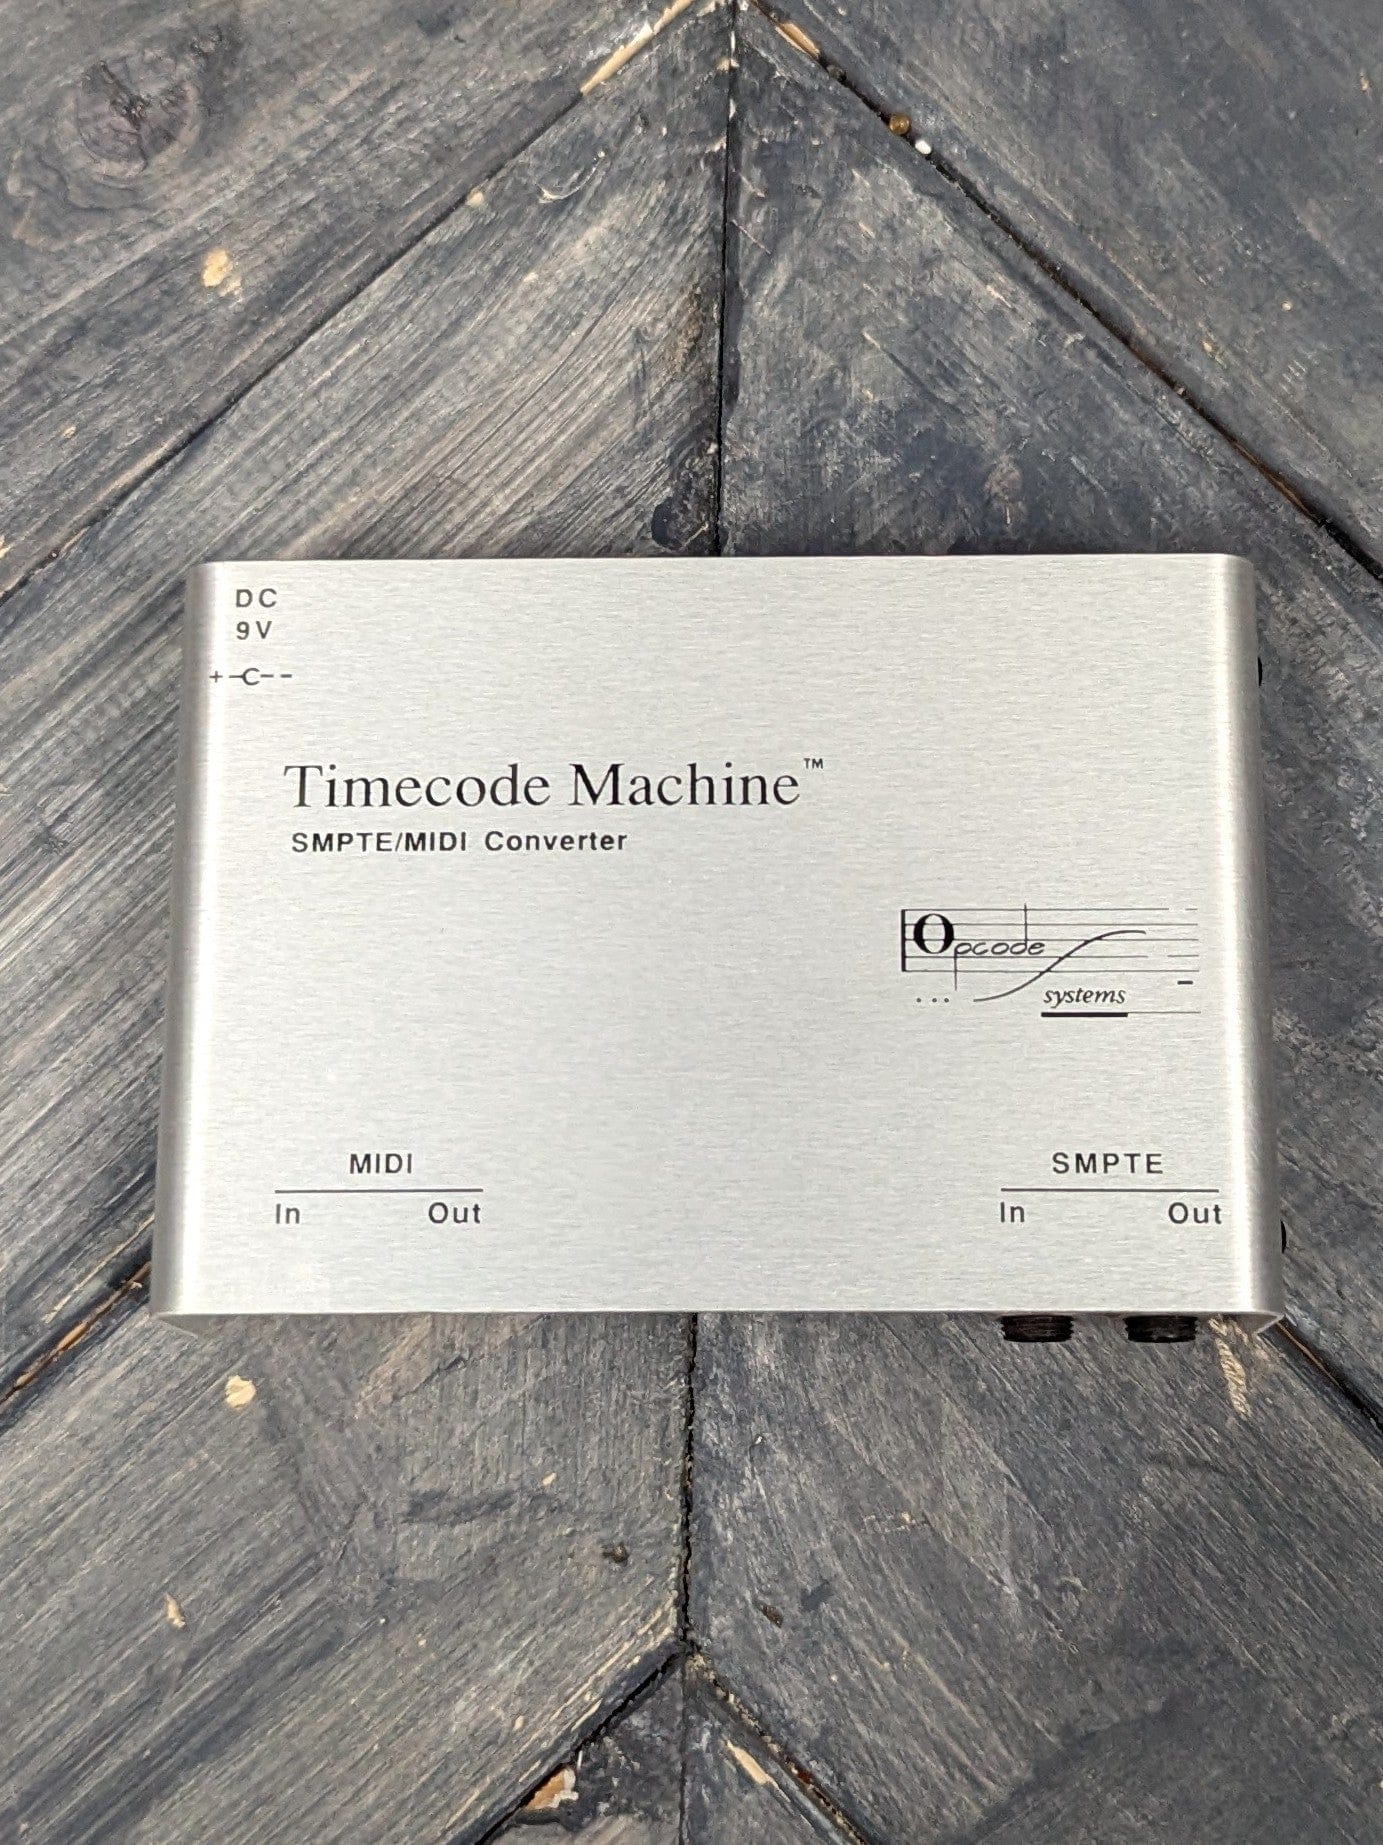 DC
9V
+-C--
Timecode Machine™
SMPTE/MIDI Converter
Opcode
... systems
MIDI
In Out
SMPTE
In Out